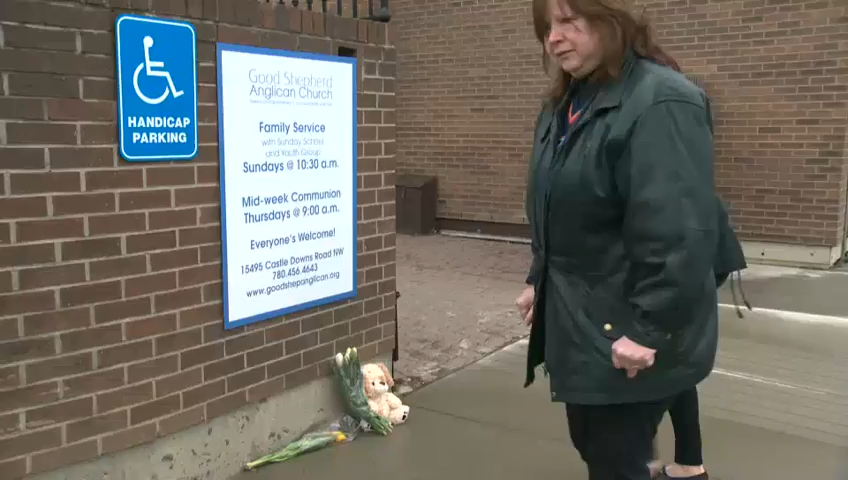 HANDICAP
PARKING
Good Shepherd
Anglican Church
Family Service
with Sunday School
and Youth Group
Sundays @ 10:30 a.m.
Mid-week Communion
Thursdays @ 9:00 a.m.
Everyone's Welcome!
15495 Castle Downs Road NW
780.456.4643
www.goodshepanglican.org